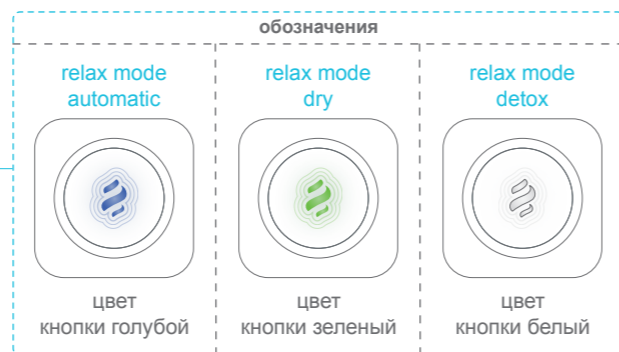 обозначения
relax mode
automatic
relax mode
dry
relax mode
detox
цвет
кнопки голубой
цвет
кнопки зеленый
цвет
кнопки белый